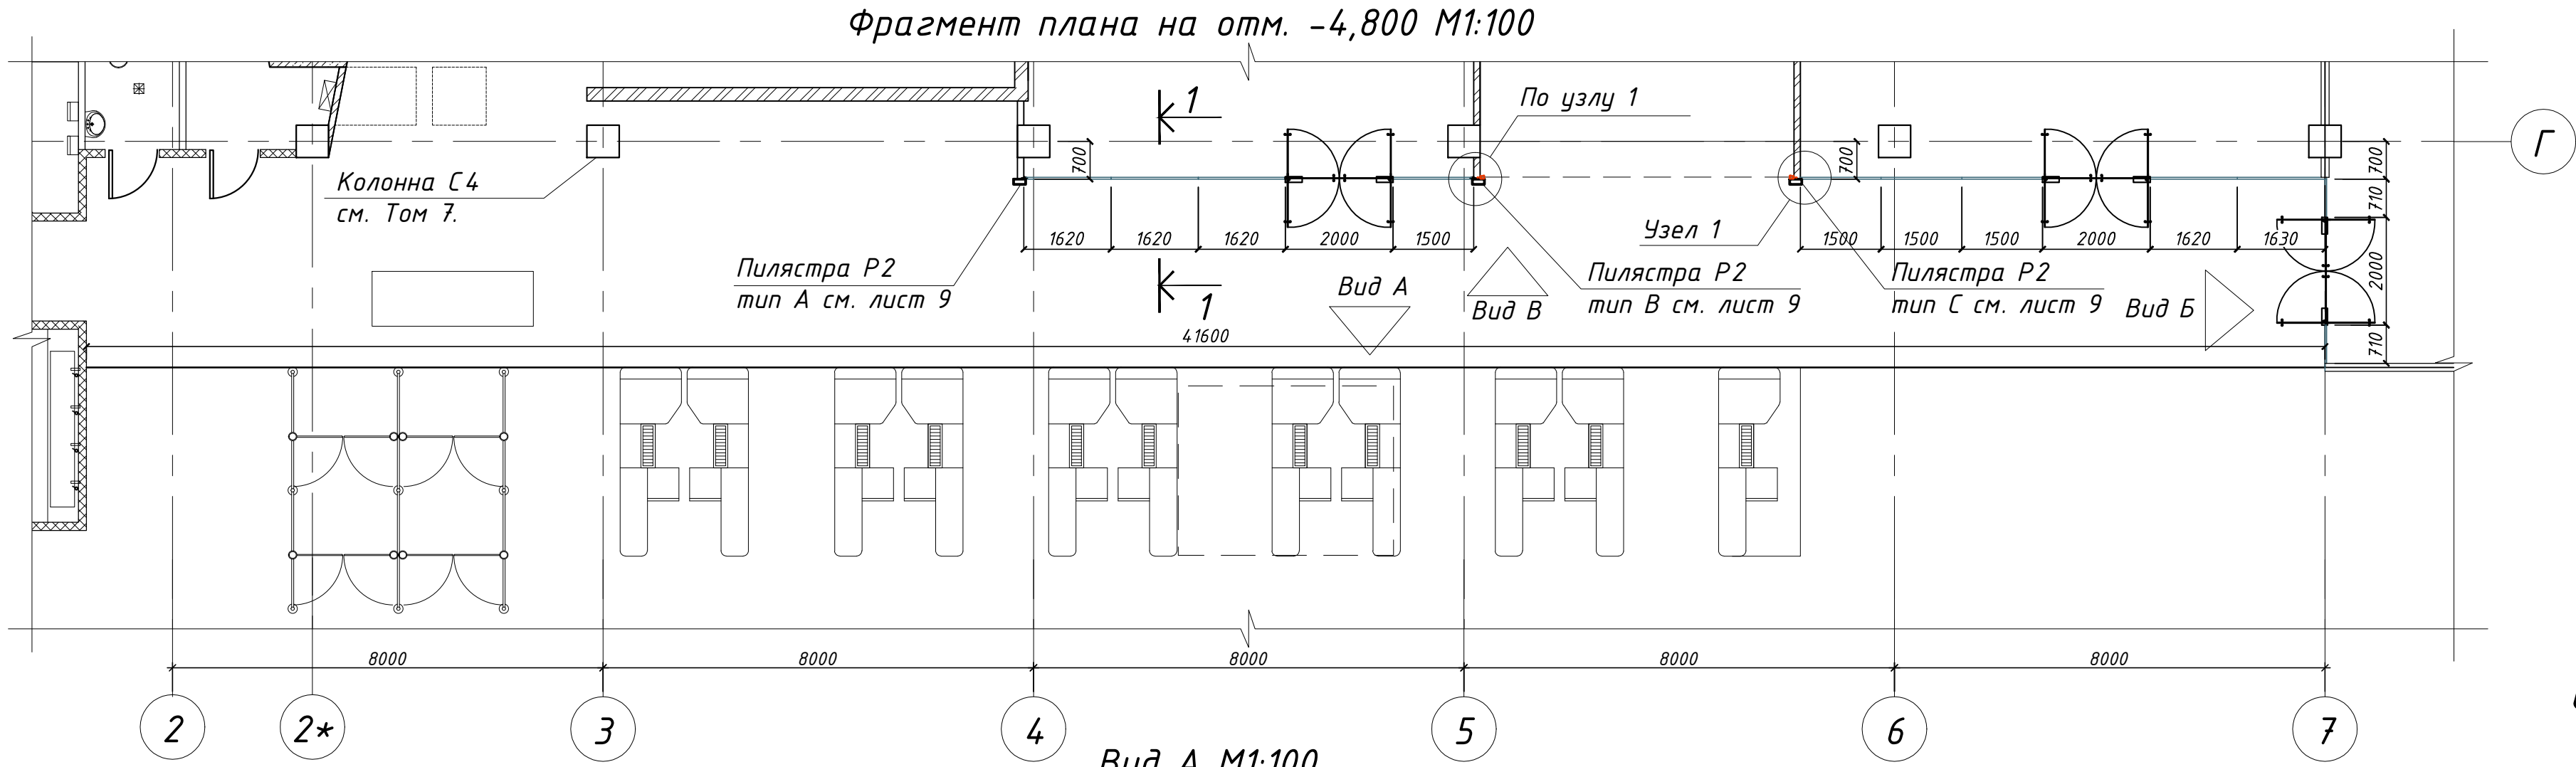 Фрагмент плана на отм. -4,800 М1:100
1
По узлу 1
Г
700
700
700
Колонна С4
см. Том 7.
710
1620
1620
1620
2000
1500
Узел 1
1500
1500
1500
2000
1620
1630
Пилястра Р2
тип А см. лист 9
1
Вид А
Вид В
Пилястра Р2
тип В см. лист 9
Пилястра Р2
тип С см. лист 9
Вид Б
2000
41600
710
8000
8000
8000
8000
8000
2
2*
3
4
5
6
7
Вид А М1:100